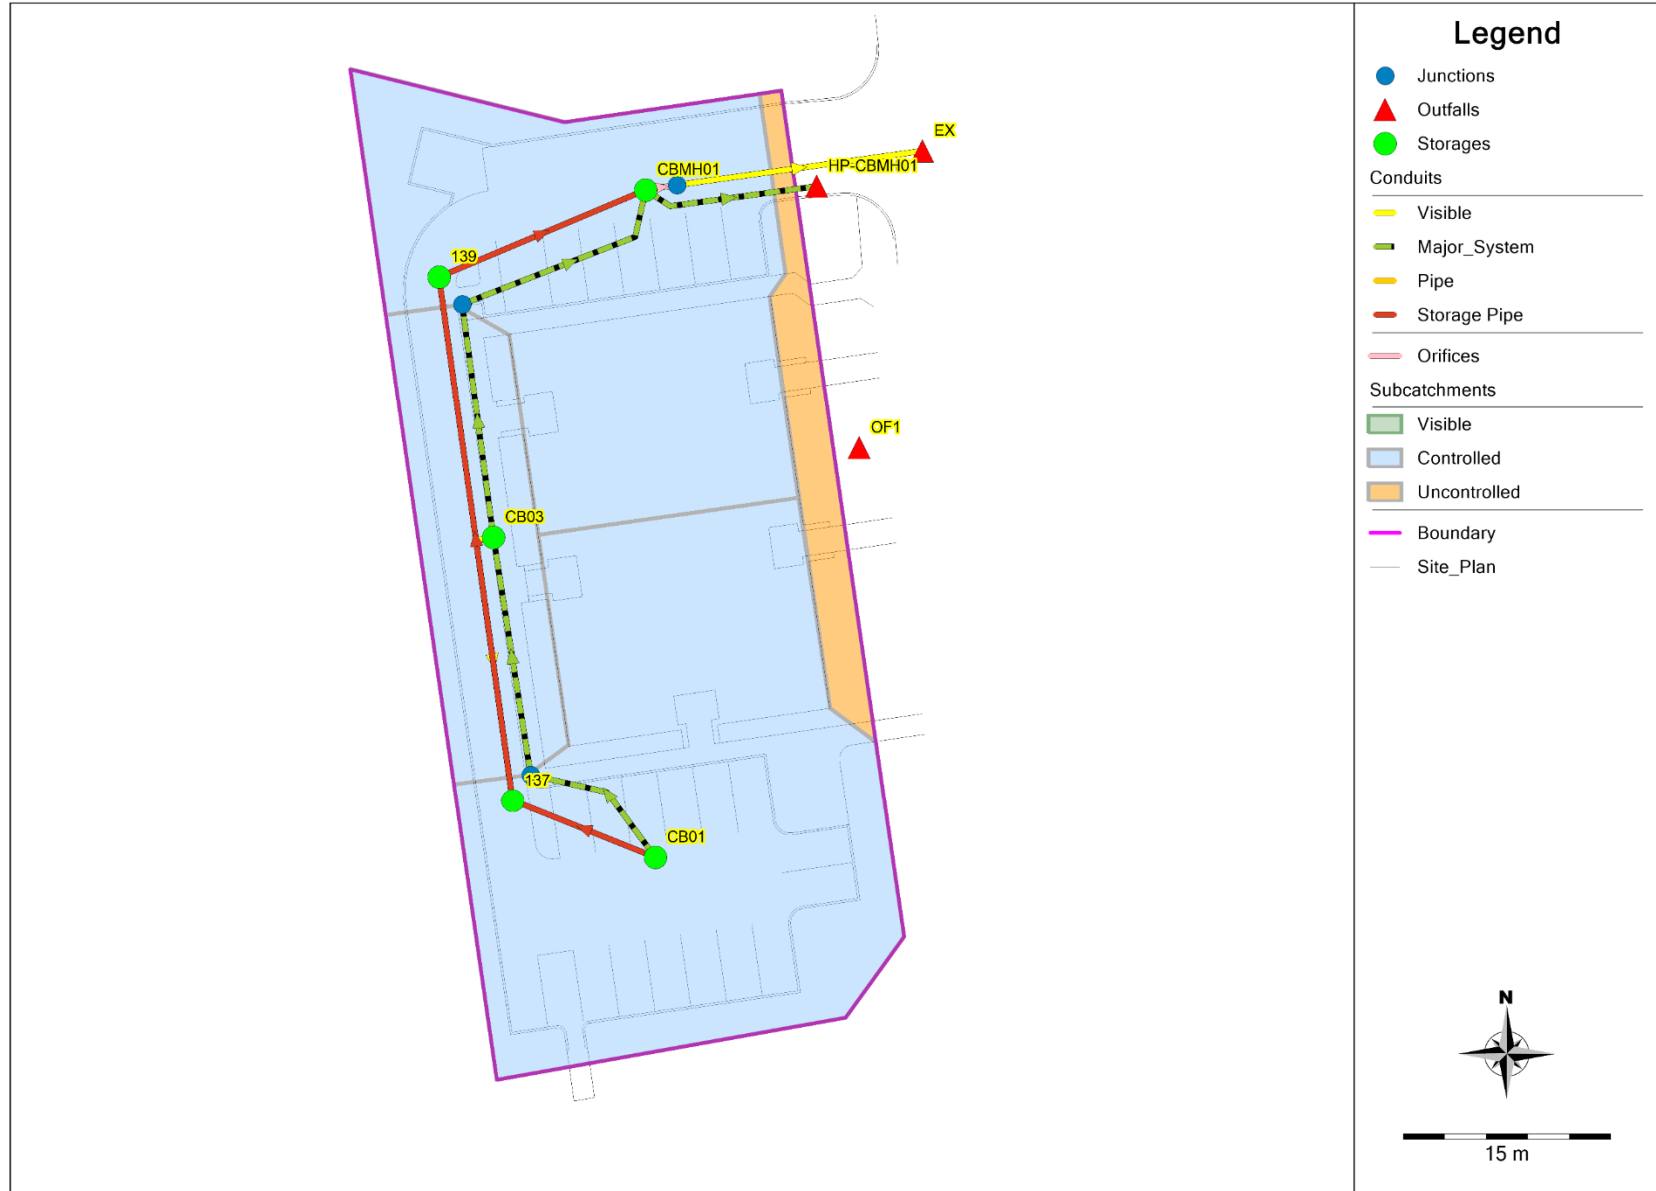 EX
HP-CBMH01
CBMH01
139
OF1
CB03
137
CB01
Legend
Junctions
Outfalls
Storages
Conduits
Visible
Major_System
Pipe
Storage Pipe
Orifices
Subcatchments
Visible
Controlled
Uncontrolled
Boundary
Site_Plan
N
15 m